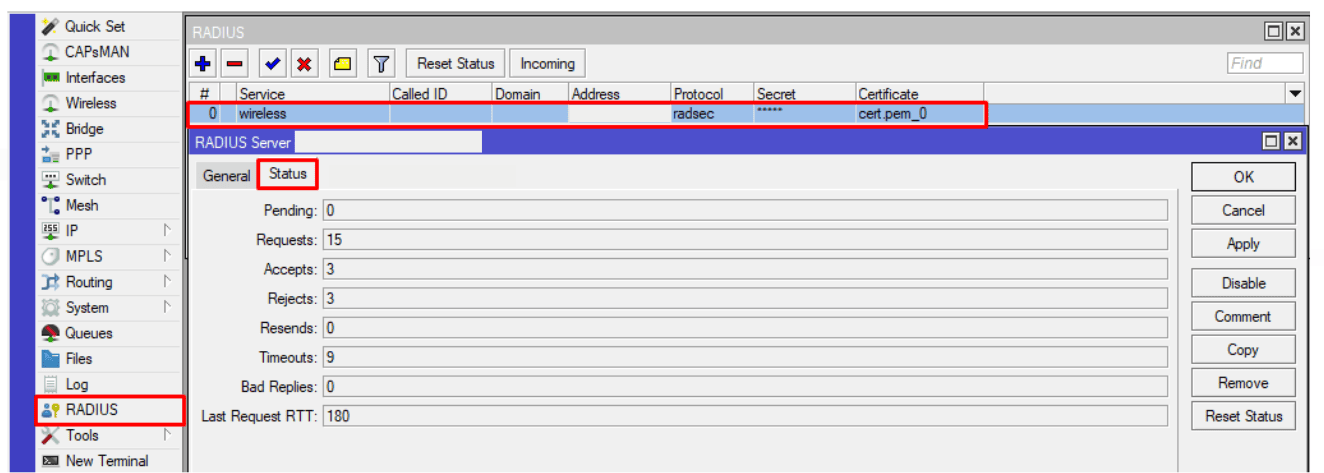 Quick Set
CAPsMAN
Interfaces
Wireless
Bridge
PPP
Switch
Mesh
IP
MPLS
Routing
System
Queues
Files
Log
RADIUS
Tools
New Terminal
RADIUS
Reset Status Incoming Find
# Service Called ID Domain Address Protocol Secret Certificate
0 wireless radsec ***** cert.pem_0
RADIUS Server
General Status
Pending: 0
Requests: 15
Accepts: 3
Rejects: 3
Resends: 0
Timeouts: 9
Bad Replies: 0
Last Request RTT: 180
OK
Cancel
Apply
Disable
Comment
Copy
Remove
Reset Status